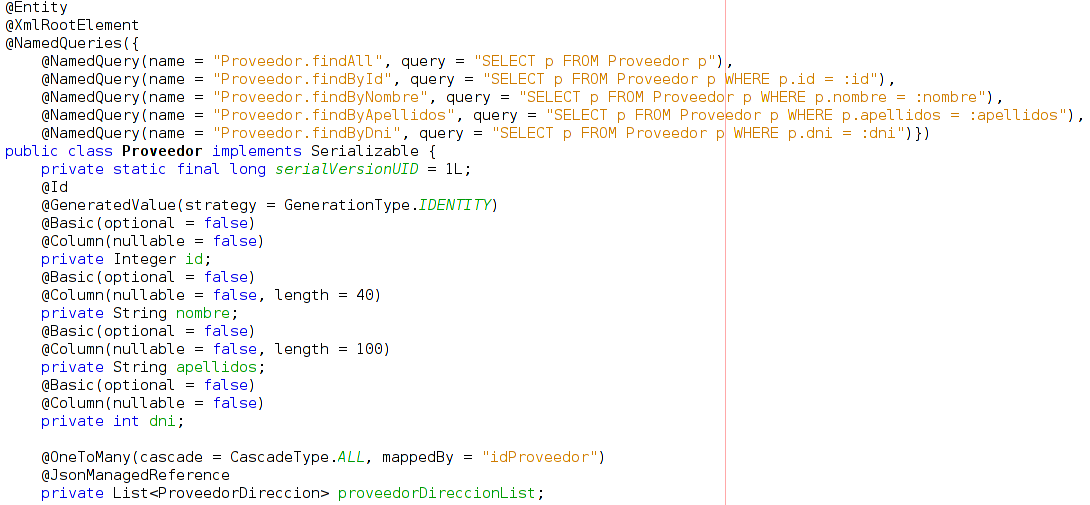 @Entity
@XmlRootElement
@NamedQueries({
    @NamedQuery(name = "Proveedor.findAll", query = "SELECT p FROM Proveedor p"),
    @NamedQuery(name = "Proveedor.findById", query = "SELECT p FROM Proveedor p WHERE p.id = :id"),
    @NamedQuery(name = "Proveedor.findByNombre", query = "SELECT p FROM Proveedor p WHERE p.nombre = :nombre"),
    @NamedQuery(name = "Proveedor.findByApellidos", query = "SELECT p FROM Proveedor p WHERE p.apellidos = :apellidos"),
    @NamedQuery(name = "Proveedor.findByDni", query = "SELECT p FROM Proveedor p WHERE p.dni = :dni")})
public class Proveedor implements Serializable {
    private static final long serialVersionUID = 1L;
    @Id
    @GeneratedValue(strategy = GenerationType.IDENTITY)
    @Basic(optional = false)
    @Column(nullable = false)
    private Integer id;
    @Basic(optional = false)
    @Column(nullable = false, length = 40)
    private String nombre;
    @Basic(optional = false)
    @Column(nullable = false, length = 100)
    private String apellidos;
    @Basic(optional = false)
    @Column(nullable = false)
    private int dni;

    @OneToMany(cascade = CascadeType.ALL, mappedBy = "idProveedor")
    @JsonManagedReference
    private List<ProveedorDireccion> proveedorDireccionList;